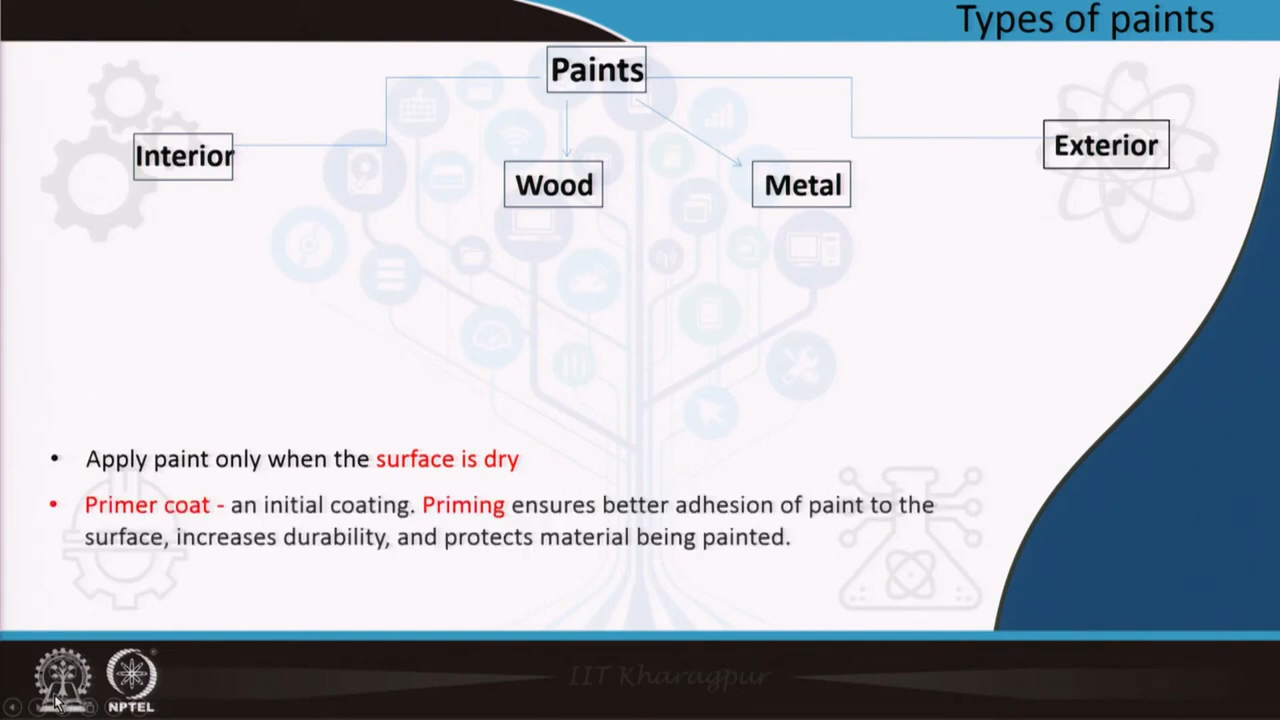 Types of paints
Paints
Interior
Exterior
Wood
Metal
• Apply paint only when the surface is dry
• Primer coat - an initial coating. Priming ensures better adhesion of paint to the
surface, increases durability, and protects material being painted.
IIT Kharagpur
NPTEL